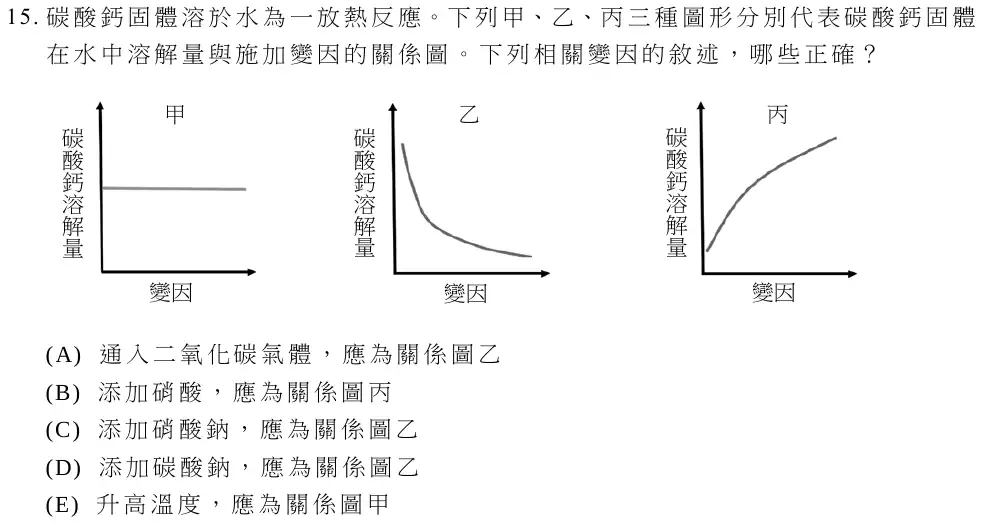 15. 碳酸鈣固體溶於水為一放熱反應。下列甲、乙、丙三種圖形分別代表碳酸鈣固體
在水中溶解量與施加變因的關係圖。下列相關變因的敘述，哪些正確？
甲
碳酸鈣溶解量
變因
乙
碳酸鈣溶解量
變因
丙
碳酸鈣溶解量
變因
(A) 通入二氧化碳氣體，應為關係圖乙
(B) 添加硝酸，應為關係圖丙
(C) 添加硝酸鈉，應為關係圖乙
(D) 添加碳酸鈉，應為關係圖乙
(E) 升高溫度，應為關係圖甲